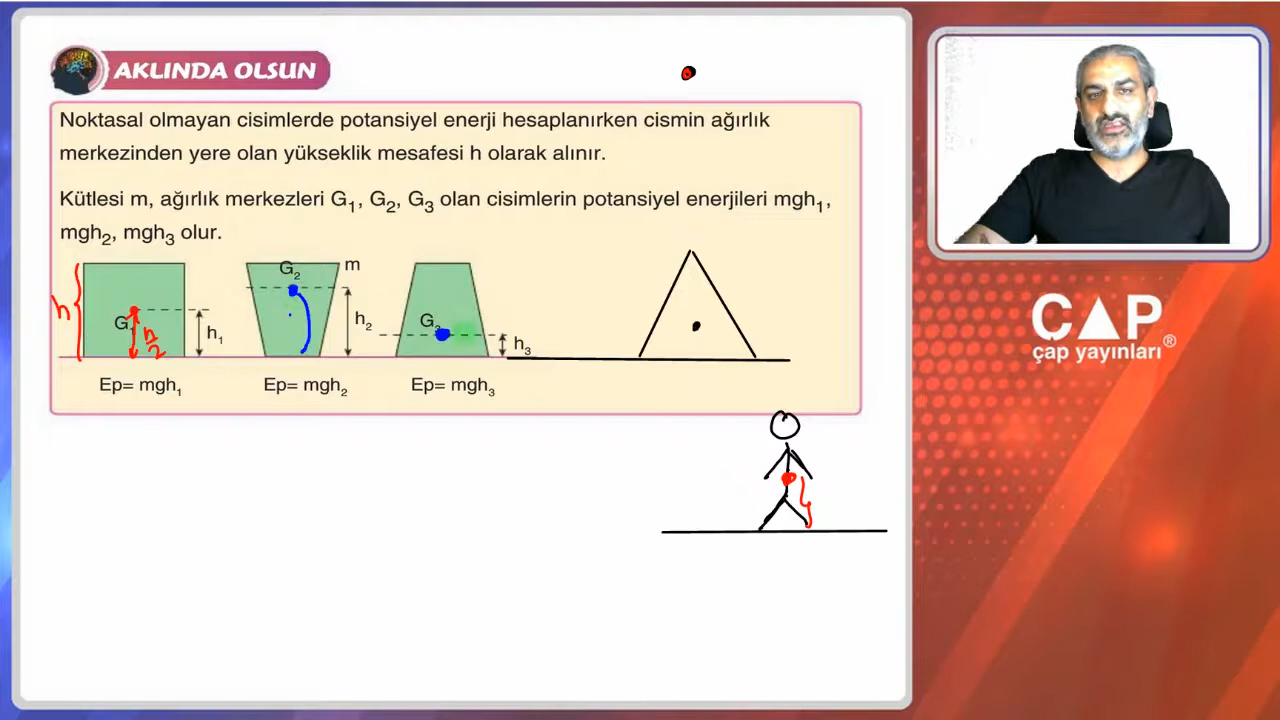 AKLINDA OLSUN
Noktasal olmayan cisimlerde potansiyel enerji hesaplanırken cismin ağırlık
merkezinden yere olan yükseklik mesafesi h olarak alınır.
Kütlesi m, ağırlık merkezleri G₁, G₂, G₃ olan cisimlerin potansiyel enerjileri mgh₁,
mgh₂, mgh₃ olur.
h
G
h/2
h₁
G₂
m
h₂
G₃
h₃
Ep= mgh₁
Ep= mgh₂
Ep= mgh₃
ÇAP
çap yayınları®